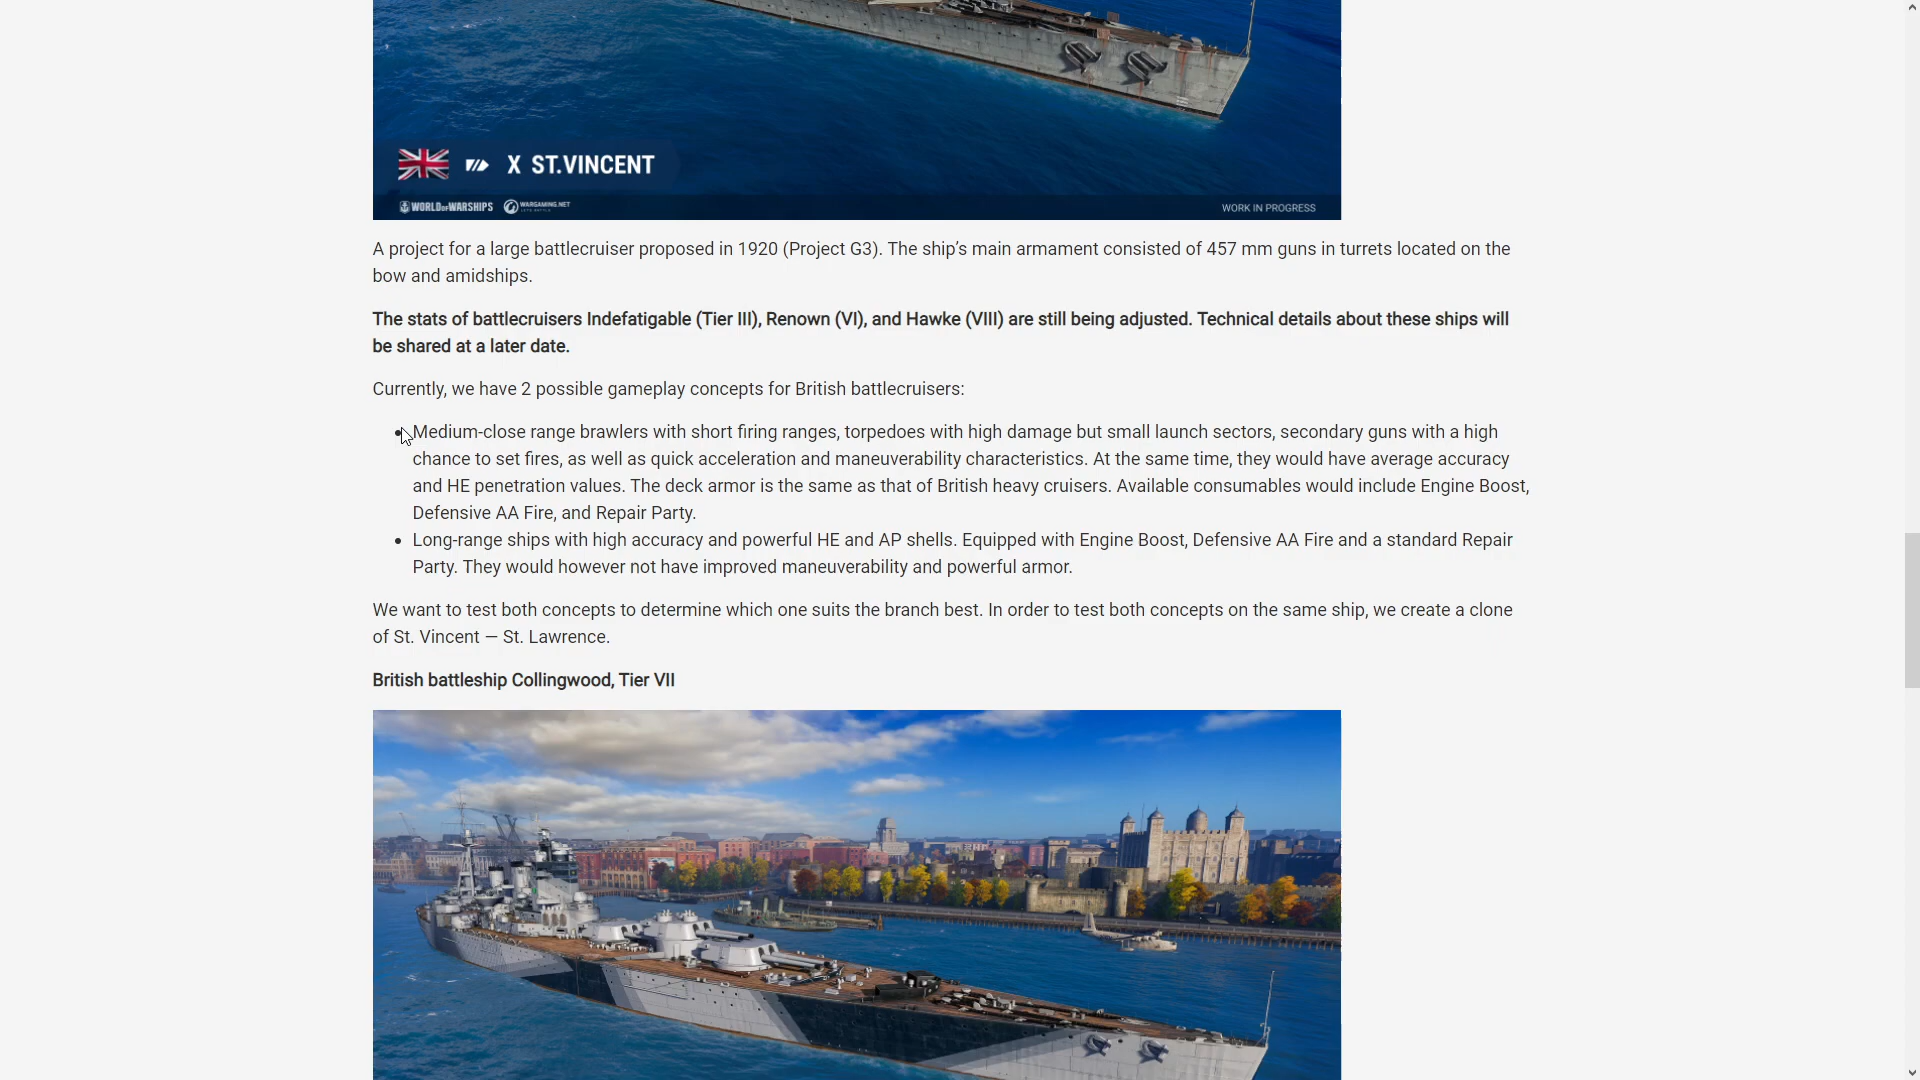 X ST.VINCENT
WORLD OF WARSHIPS WARGAMING.NET
WORK IN PROGRESS
A project for a large battlecruiser proposed in 1920 (Project G3). The ship’s main armament consisted of 457 mm guns in turrets located on the
bow and amidships.
The stats of battlecruisers Indefatigable (Tier III), Renown (VI), and Hawke (VIII) are still being adjusted. Technical details about these ships will
be shared at a later date.
Currently, we have 2 possible gameplay concepts for British battlecruisers:
Medium-close range brawlers with short firing ranges, torpedoes with high damage but small launch sectors, secondary guns with a high
chance to set fires, as well as quick acceleration and maneuverability characteristics. At the same time, they would have average accuracy
and HE penetration values. The deck armor is the same as that of British heavy cruisers. Available consumables would include Engine Boost,
Defensive AA Fire, and Repair Party.
Long-range ships with high accuracy and powerful HE and AP shells. Equipped with Engine Boost, Defensive AA Fire and a standard Repair
Party. They would however not have improved maneuverability and powerful armor.
We want to test both concepts to determine which one suits the branch best. In order to test both concepts on the same ship, we create a clone
of St. Vincent — St. Lawrence.
British battleship Collingwood, Tier VII